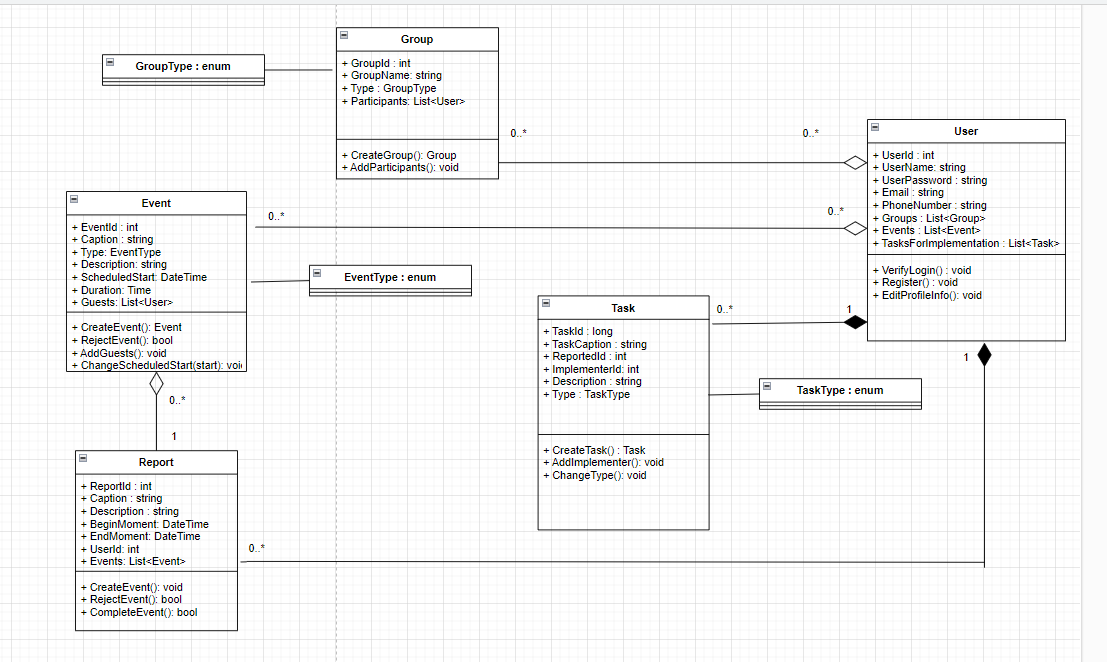 Group
+ GroupId : int
+ GroupName: string
+ Type : GroupType
+ Participants: List<User>
+ CreateGroup(): Group
+ AddParticipants(): void
GroupType : enum
0..*
0..*
User
+ UserId : int
+ UserName: string
+ UserPassword : string
+ Email : string
+ PhoneNumber : string
+ Groups : List<Group>
+ Events : List<Event>
+ TasksForImplementation : List<Task>
+ VerifyLogin() : void
+ Register() : void
+ EditProfileInfo(): void
Event
+ EventId : int
+ Caption : string
+ Type: EventType
+ Description: string
+ ScheduledStart: DateTime
+ Duration: Time
+ Guests: List<User>
+ CreateEvent(): Event
+ RejectEvent(): bool
+ AddGuests(): void
+ ChangeScheduledStart(start): voi
0..*
0..*
EventType : enum
Task
+ TaskId : long
+ TaskCaption : string
+ ReportedId : int
+ ImplementerId: int
+ Description : string
+ Type : TaskType
+ CreateTask() : Task
+ AddImplementer(): void
+ ChangeType(): void
0..*
1
1
TaskType : enum
0..*
1
Report
+ ReportId : int
+ Caption : string
+ Description : string
+ BeginMoment: DateTime
+ EndMoment: DateTime
+ UserId: int
+ Events: List<Event>
+ CreateEvent(): void
+ RejectEvent(): bool
+ CompleteEvent(): bool
0..*